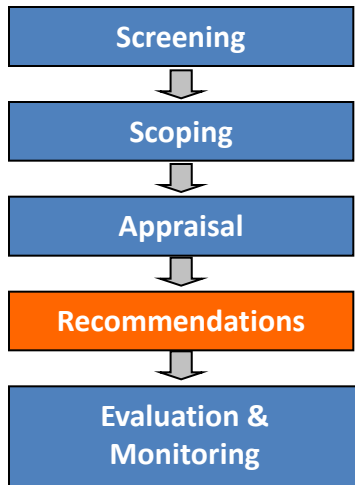 Screening
Scoping
Appraisal
Recommendations
Evaluation &
Monitoring